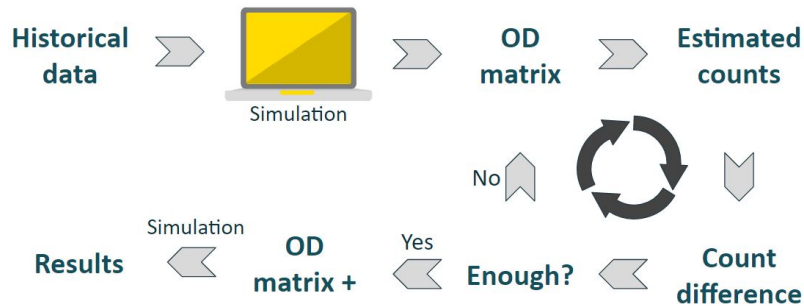 Historical
data
Simulation
OD
matrix
Estimated
counts
No
Simulation
Results
OD
matrix +
Yes
Enough?
Count
difference